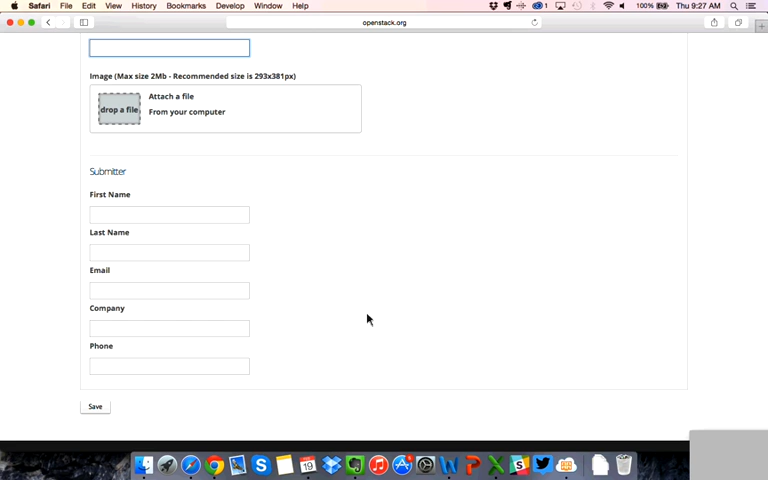 Safari File Edit View History Bookmarks Develop Window Help 1 100% Thu 9:27 AM
openstack.org
Image (Max size 2Mb - Recommended size is 293x381px)
drop a file
Attach a file
From your computer
Submitter
First Name
Last Name
Email
Company
Phone
Save
19